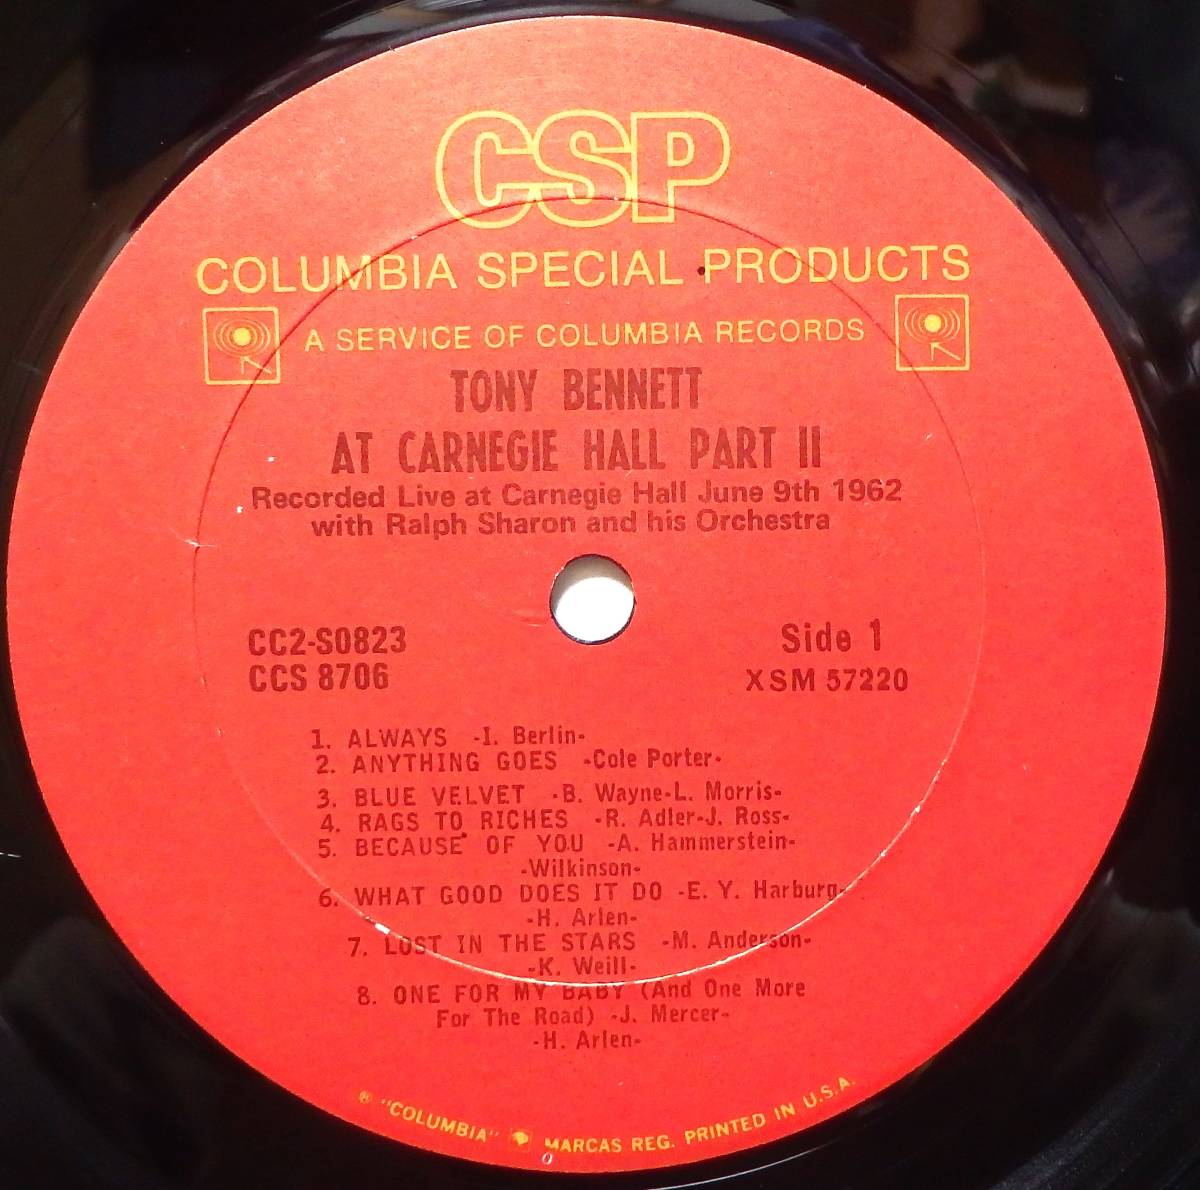 CSP
COLUMBIA SPECIAL PRODUCTS
A SERVICE OF COLUMBIA RECORDS
TONY BENNETT
AT CARNEGIE HALL PART II
Recorded Live at Carnegie Hall June 9th 1962
with Ralph Sharon and his Orchestra
CC2-S0823
CCS 8706
Side 1
XSM 57220
1. ALWAYS -I. Berlin-
2. ANYTHING GOES -Cole Porter-
3. BLUE VELVET -B. Wayne-L. Morris-
4. RAGS TO RICHES -R. Adler-J. Ross-
5. BECAUSE OF YOU -A. Hammerstein-
-Wilkinson-
6. WHAT GOOD DOES IT DO -E. Y. Harburg-
-H. Arlen-
7. LOST IN THE STARS -M. Anderson-
-K. Weill-
8. ONE FOR MY BABY (And One More
For The Road) -J. Mercer-
-H. Arlen-
® "COLUMBIA" MARCAS REG. PRINTED IN U.S.A.